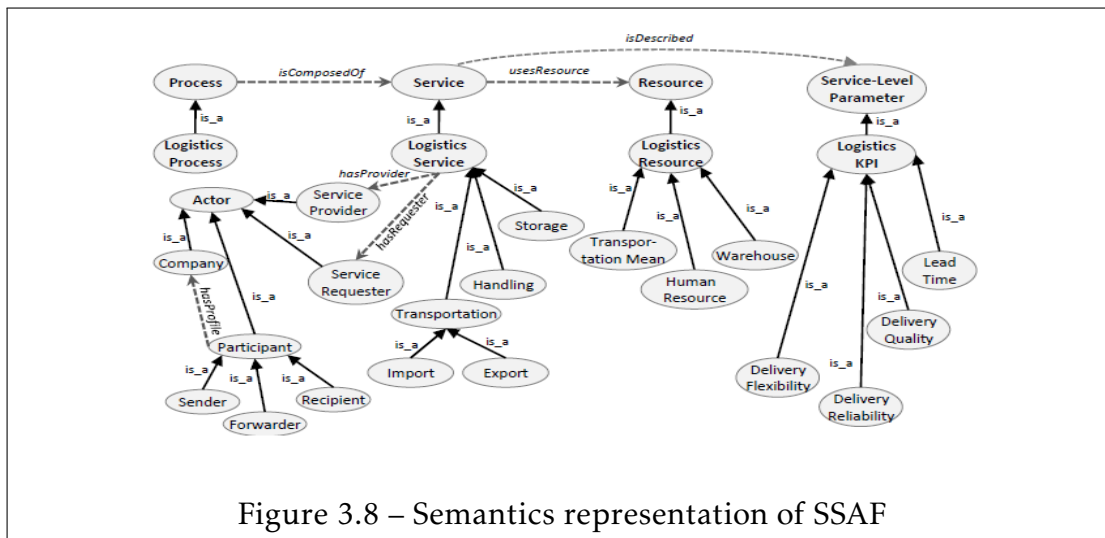 isDescribed
isComposedOf
usesResource
Process
Service
Resource
Service-Level
Parameter
is_a
is_a
is_a
is_a
Logistics
Process
Logistics
Service
Logistics
Resource
Logistics
KPI
hasProvider
hasRequester
Actor
is_a
Service
Provider
is_a
is_a
Storage
is_a
is_a
is_a
is_a
is_a
Transpor-
tation Mean
Warehouse
is_a
is_a
Company
Service
Requester
is_a
Handling
Human
Resource
Lead
Time
hasProfile
is_a
Transportation
is_a
Delivery
Quality
Participant
is_a
is_a
is_a
is_a
is_a
is_a
Import
Export
Delivery
Flexibility
Sender
Recipient
Forwarder
Delivery
Reliability
Figure 3.8 – Semantics representation of SSAF